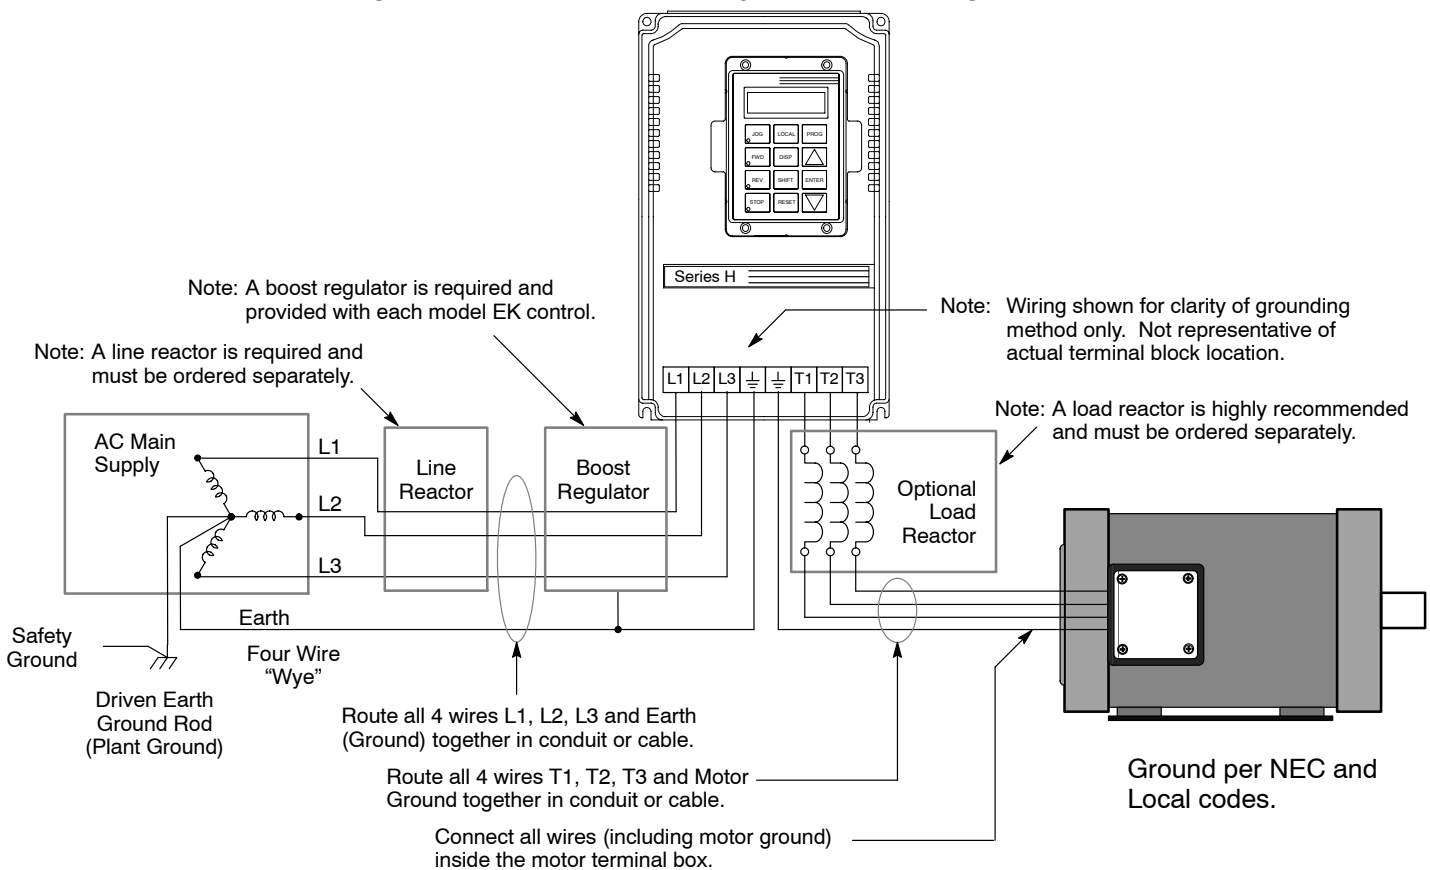 JOG LOCAL PROG
FWD DISP
REV SHIFT ENTER
STOP RESET
Series H
Note: A boost regulator is required and
provided with each model EK control.
Note: Wiring shown for clarity of grounding
method only. Not representative of
actual terminal block location.
Note: A line reactor is required and
must be ordered separately.
L1 L2 L3 T1 T2 T3
Note: A load reactor is highly recommended
and must be ordered separately.
AC Main
Supply
L1
L2
L3
Line
Reactor
Boost
Regulator
Optional
Load
Reactor
Earth
Four Wire
“Wye”
Safety
Ground
Driven Earth
Ground Rod
(Plant Ground)
Route all 4 wires L1, L2, L3 and Earth
(Ground) together in conduit or cable.
Route all 4 wires T1, T2, T3 and Motor
Ground together in conduit or cable.
Connect all wires (including motor ground)
inside the motor terminal box.
Ground per NEC and
Local codes.